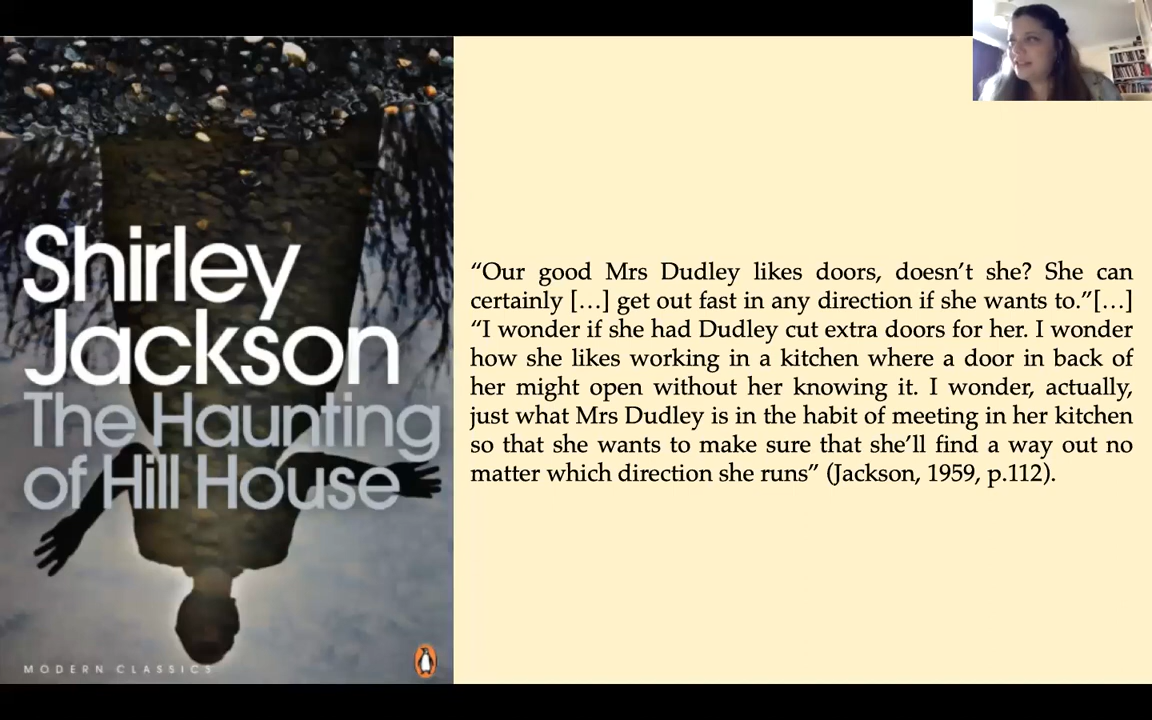 Shirley
Jackson
The Haunting
of Hill House
MODERN CLASSICS
“Our good Mrs Dudley likes doors, doesn’t she? She can
certainly […] get out fast in any direction if she wants to.”[…]
“I wonder if she had Dudley cut extra doors for her. I wonder
how she likes working in a kitchen where a door in back of
her might open without her knowing it. I wonder, actually,
just what Mrs Dudley is in the habit of meeting in her kitchen
so that she wants to make sure that she’ll find a way out no
matter which direction she runs” (Jackson, 1959, p.112).